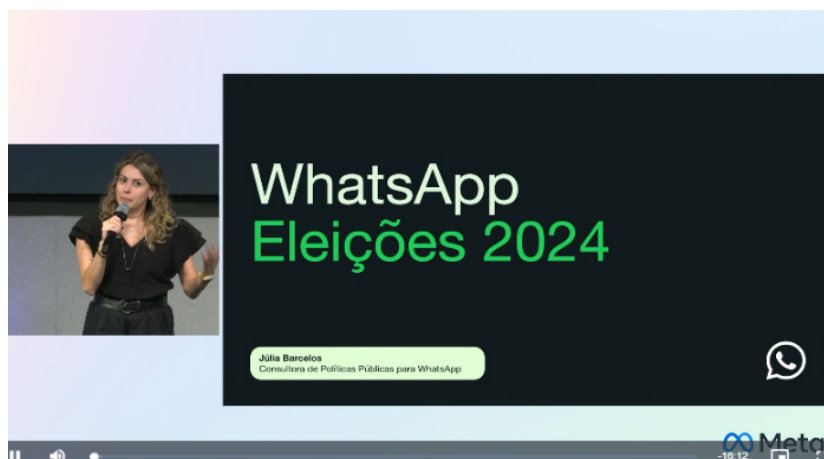 WhatsApp
Eleições 2024
Júlia Barcelos
Consultora de Políticas Públicas para WhatsApp
Meta
-16:12